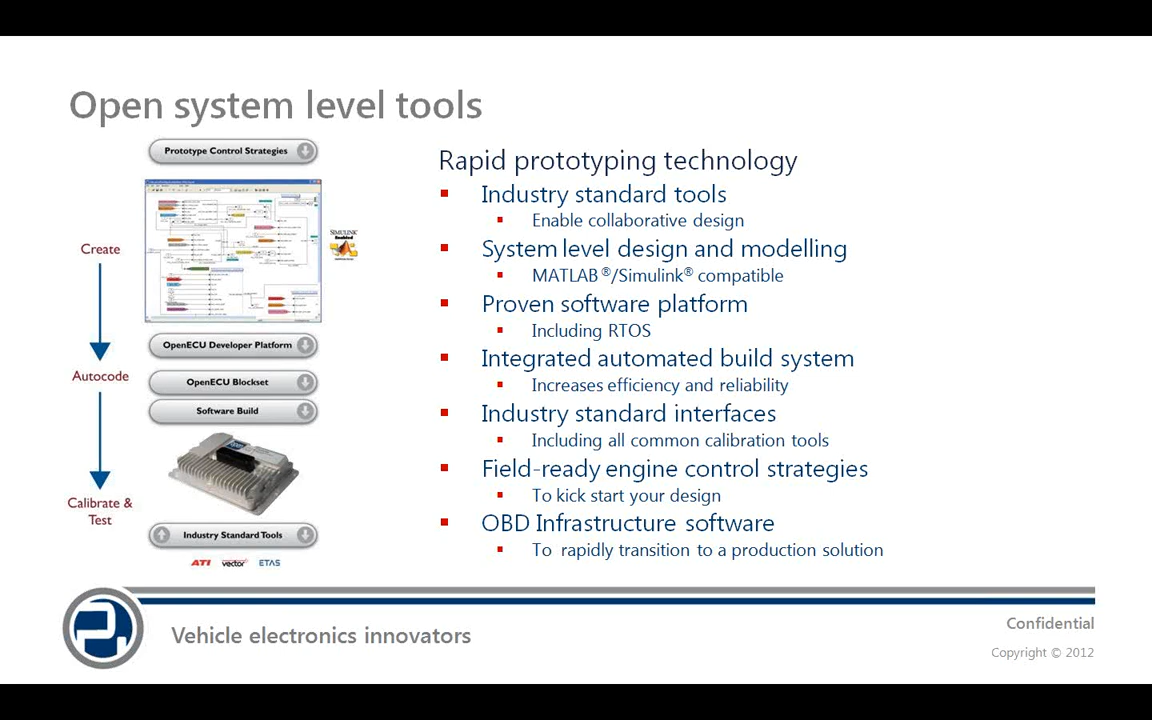 Open system level tools
Prototype Control Strategies
Create
SIMULINK
Enabled
OpenECU Developer Platform
Autocode
OpenECU Blockset
Software Build
Calibrate &
Test
Industry Standard Tools
ATI vector ETAS
Rapid prototyping technology
Industry standard tools
Enable collaborative design
System level design and modelling
MATLAB®/Simulink® compatible
Proven software platform
Including RTOS
Integrated automated build system
Increases efficiency and reliability
Industry standard interfaces
Including all common calibration tools
Field-ready engine control strategies
To kick start your design
OBD Infrastructure software
To rapidly transition to a production solution
Vehicle electronics innovators
Confidential
Copyright © 2012